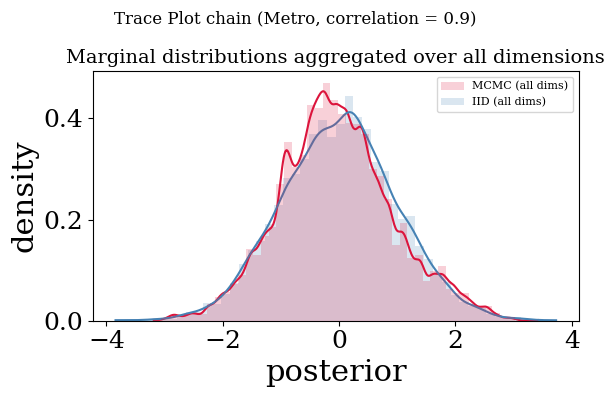 Trace Plot chain (Metro, correlation = 0.9)
Marginal distributions aggregated over all dimensions
MCMC (all dims)
IID (all dims)
density
0.4
0.2
0.0
−4 −2 0 2 4
posterior